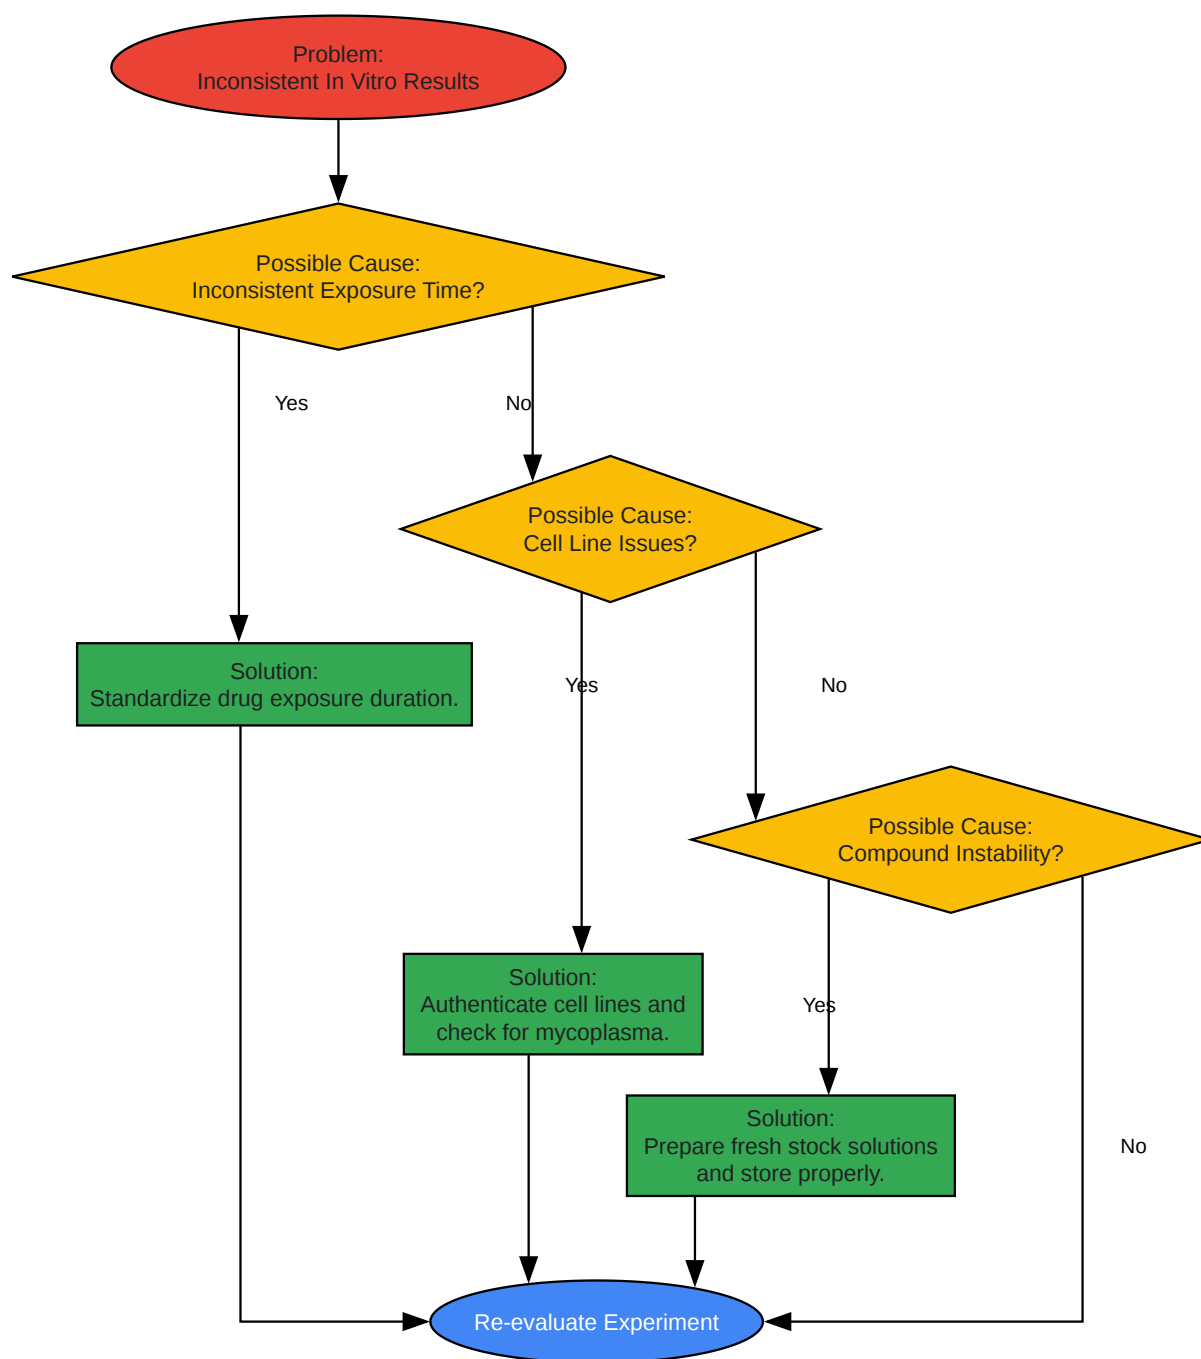 Problem:
Inconsistent In Vitro Results
Possible Cause:
Inconsistent Exposure Time?
Yes
No
Possible Cause:
Cell Line Issues?
Solution:
Standardize drug exposure duration.
Yes
No
Possible Cause:
Compound Instability?
Solution:
Authenticate cell lines and
check for mycoplasma.
Yes
Solution:
Prepare fresh stock solutions
and store properly.
No
Re-evaluate Experiment